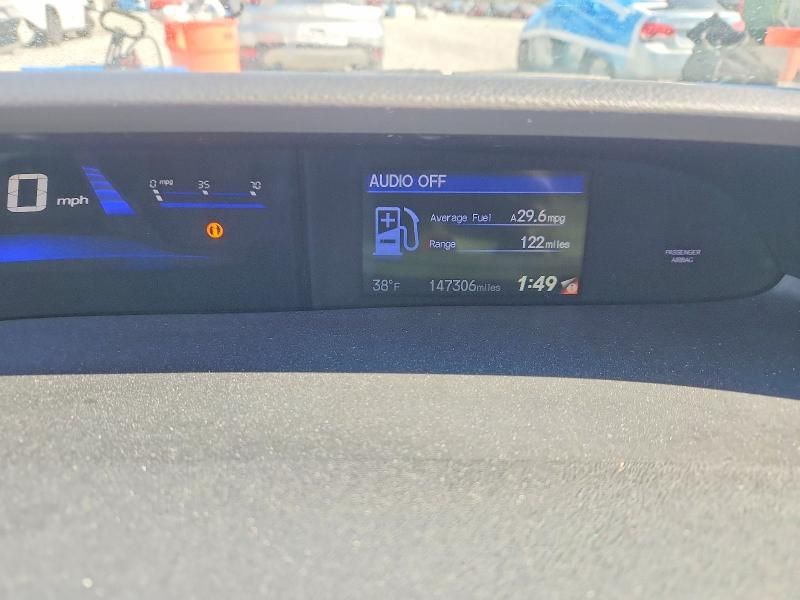 0 mph
0 mpg 35 70
AUDIO OFF
Average Fuel A29.6mpg
Range 122miles
38°F 147306miles 1:49
PASSENGER
AIRBAG